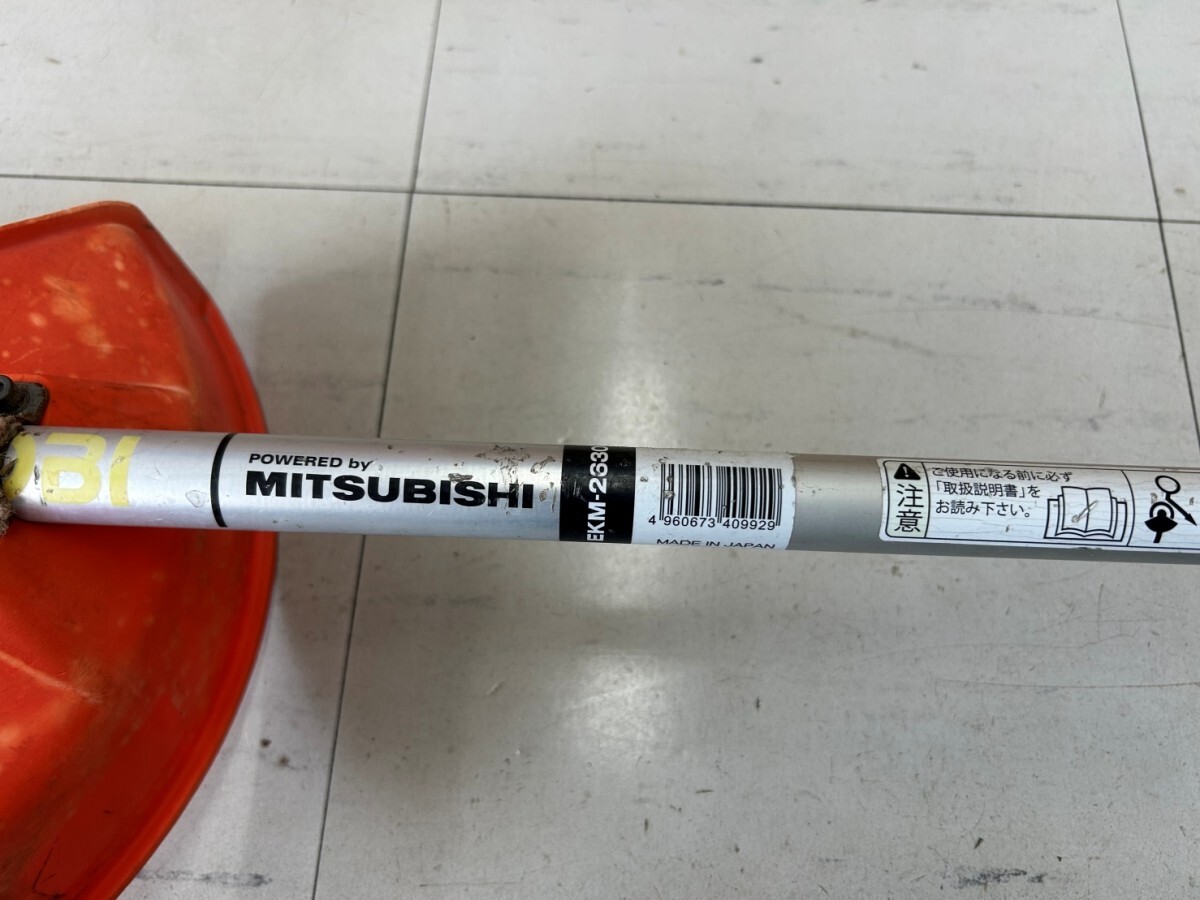 POWERED by
MITSUBISHI
EKM-2630
4 960673 409929
MADE IN JAPAN
注意
ご使用になる前に必ず
「取扱説明書」を
お読み下さい。